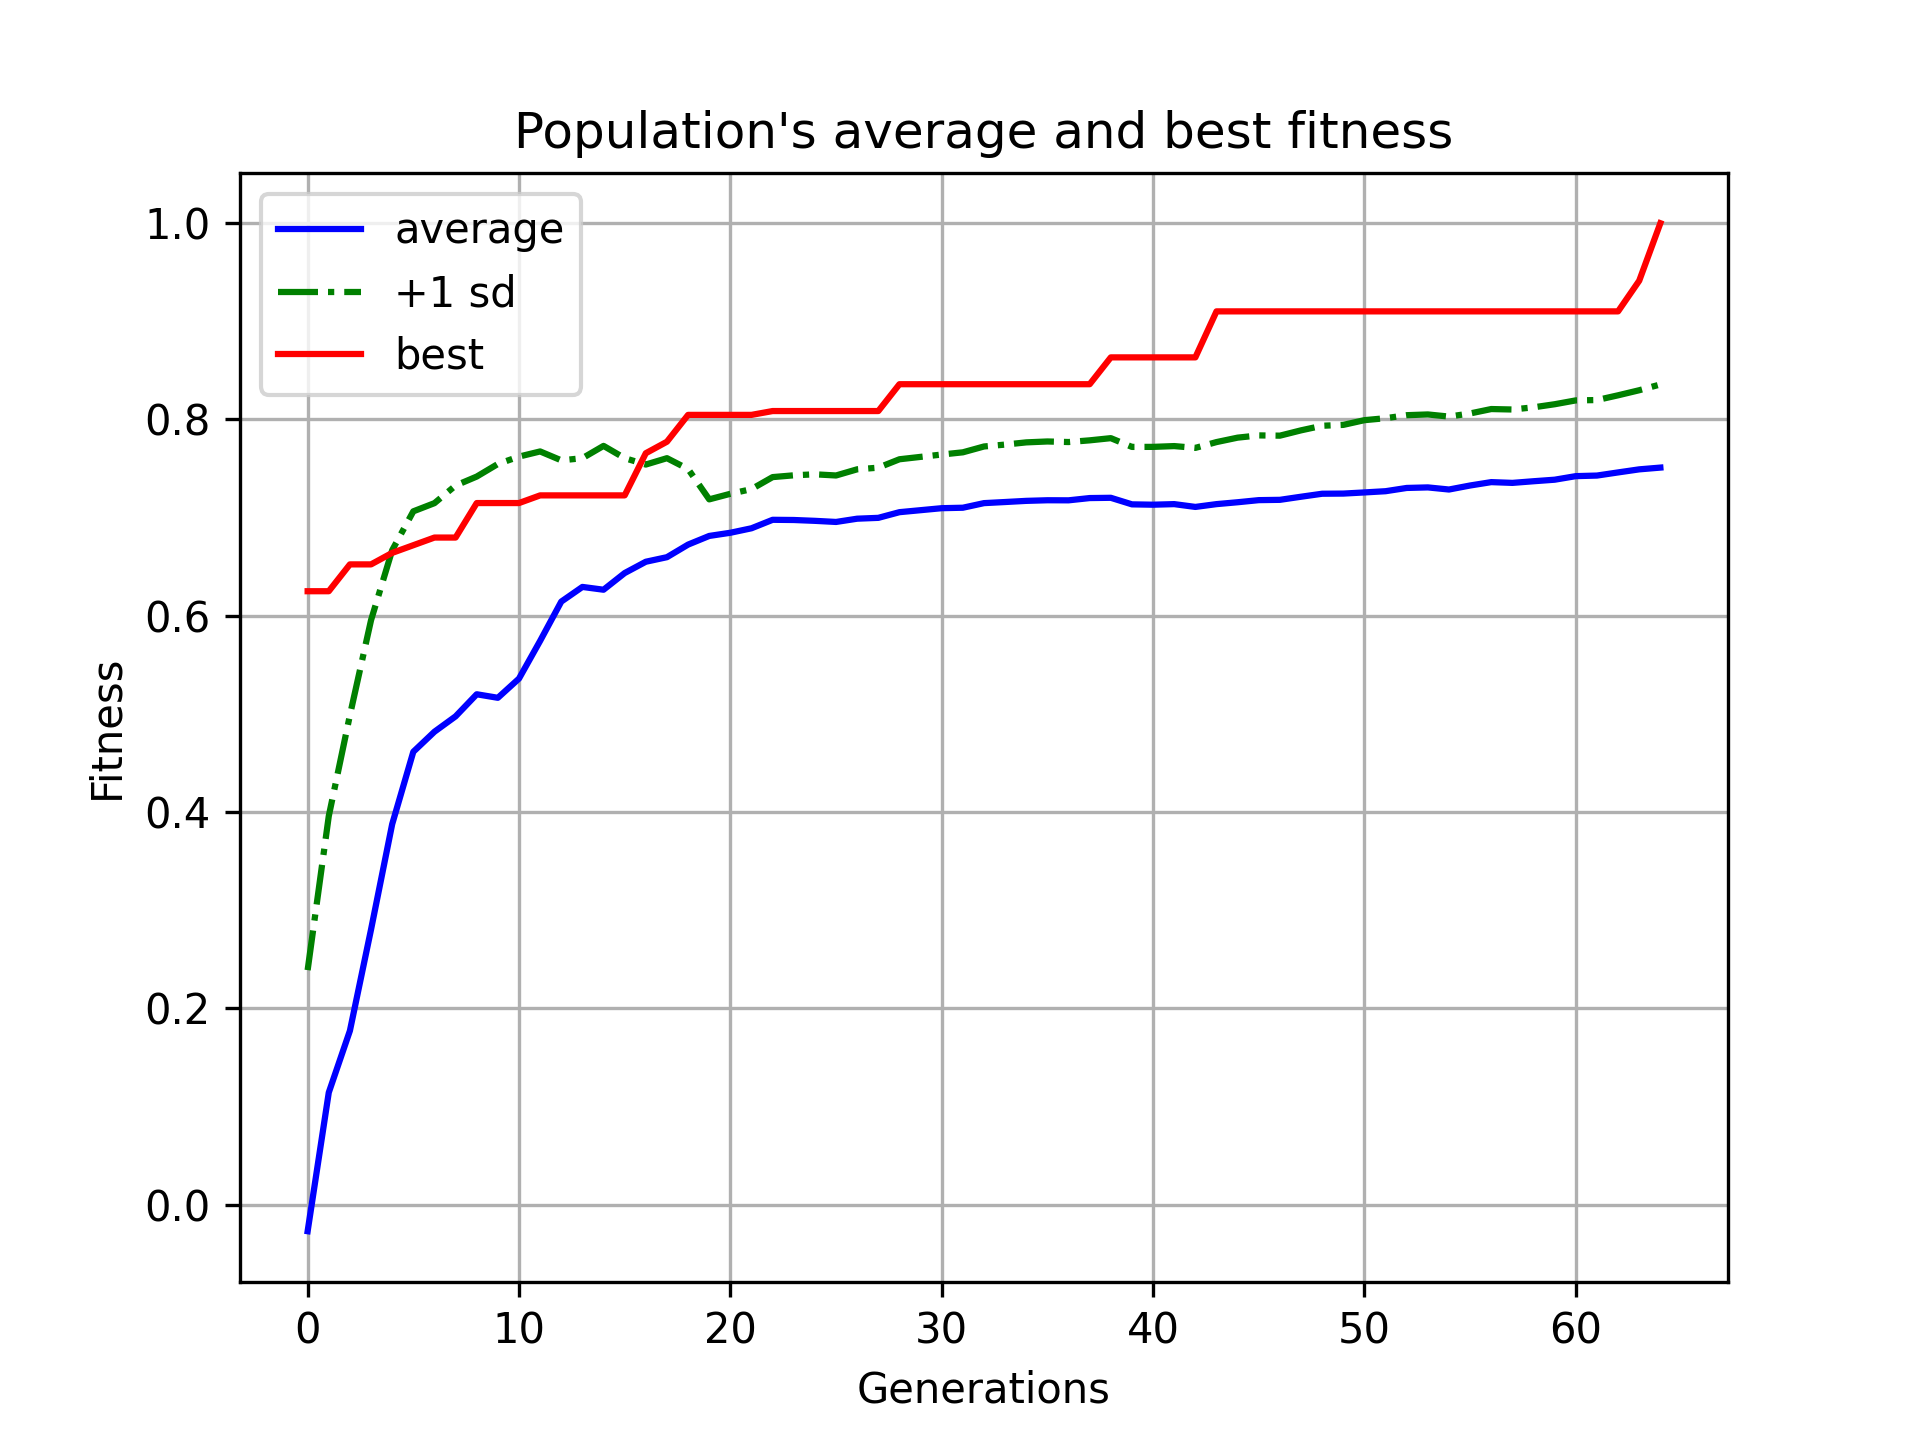 Population's average and best fitness
average
+1 sd
best
1.0
0.8
0.6
0.4
0.2
0.0
Fitness
0 10 20 30 40 50 60
Generations